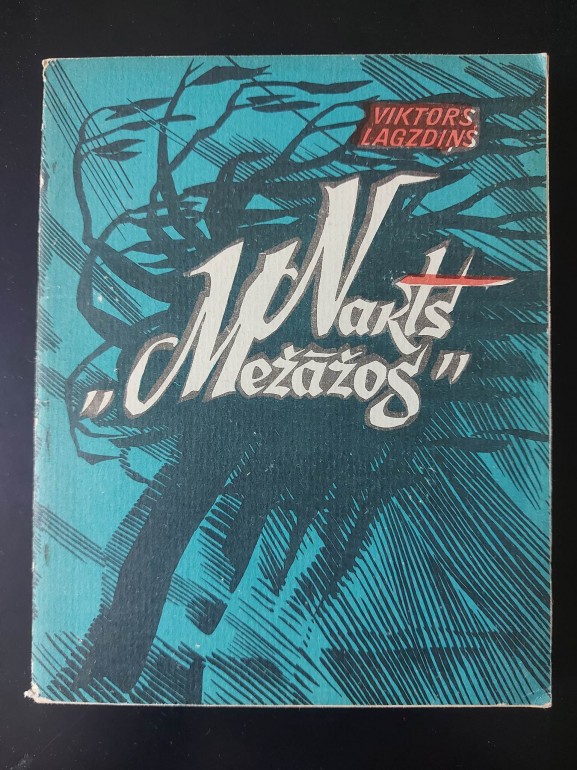 VIKTORS
LAGZDIŅŠ
Nakts
„Mežāžos”